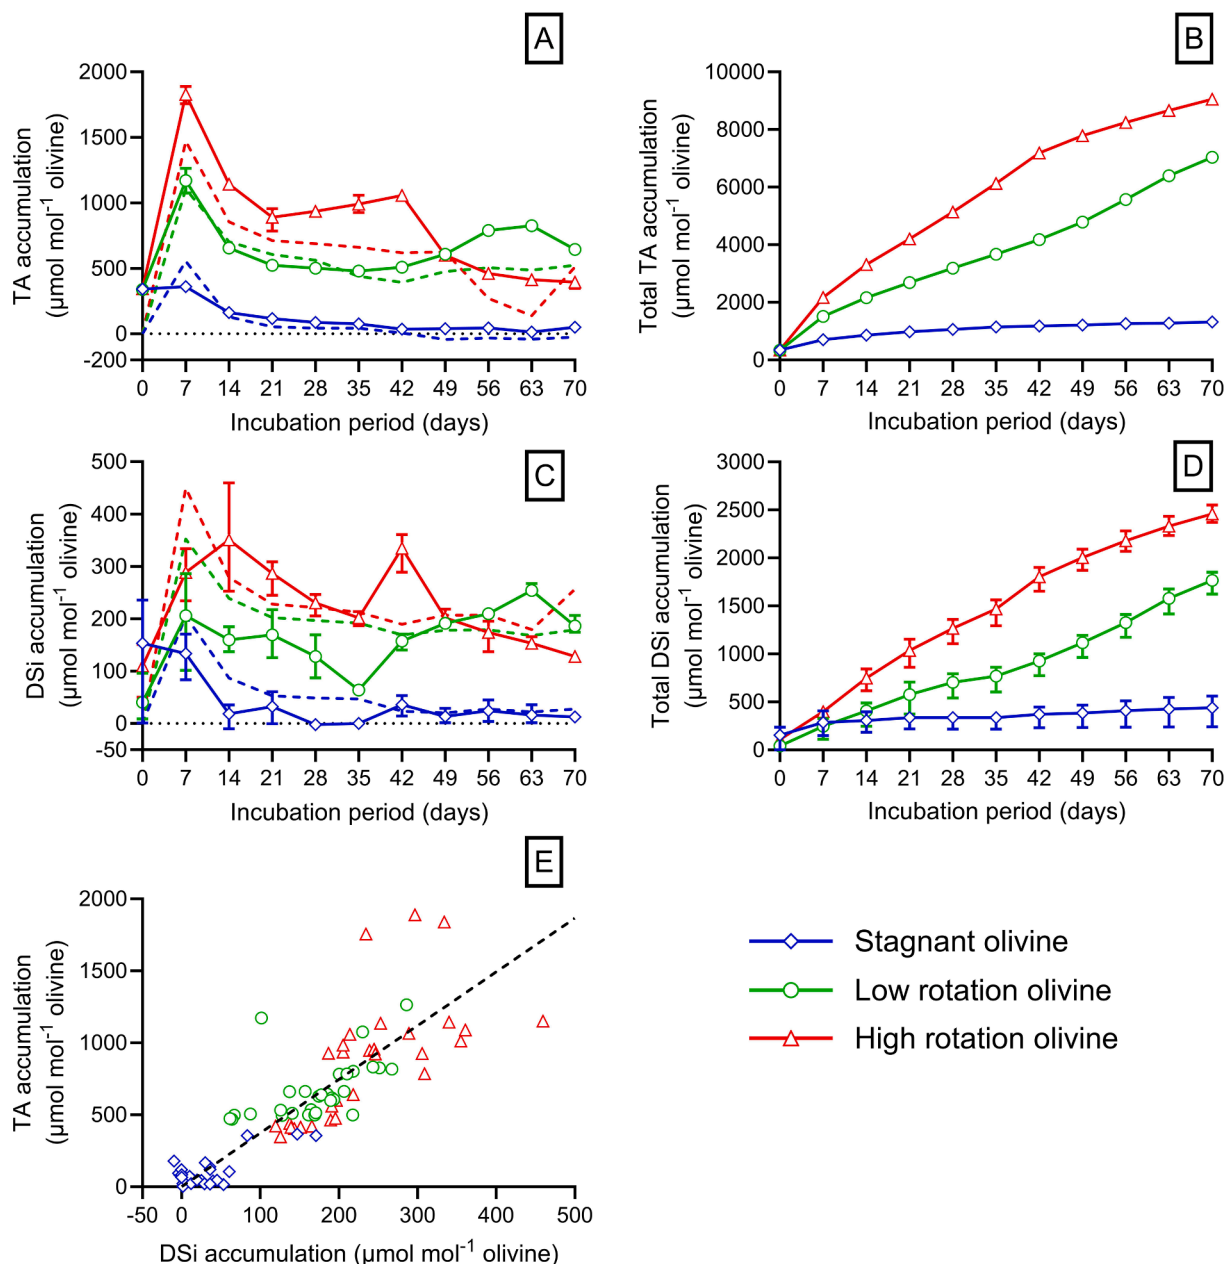 A
TA accumulation
(μmol mol⁻¹ olivine)
2000
1500
1000
500
0
-200
0 7 14 21 28 35 42 49 56 63 70
Incubation period (days)
B
Total TA accumulation
(μmol mol⁻¹ olivine)
10000
8000
6000
4000
2000
0
0 7 14 21 28 35 42 49 56 63 70
Incubation period (days)
C
DSi accumulation
(μmol mol⁻¹ olivine)
500
400
300
200
100
0
-50
0 7 14 21 28 35 42 49 56 63 70
Incubation period (days)
D
Total DSi accumulation
(μmol mol⁻¹ olivine)
3000
2500
2000
1500
1000
500
0
0 7 14 21 28 35 42 49 56 63 70
Incubation period (days)
E
TA accumulation
(μmol mol⁻¹ olivine)
2000
1500
1000
500
0
-50 0 100 200 300 400 500
DSi accumulation (μmol mol⁻¹ olivine)
Stagnant olivine
Low rotation olivine
High rotation olivine